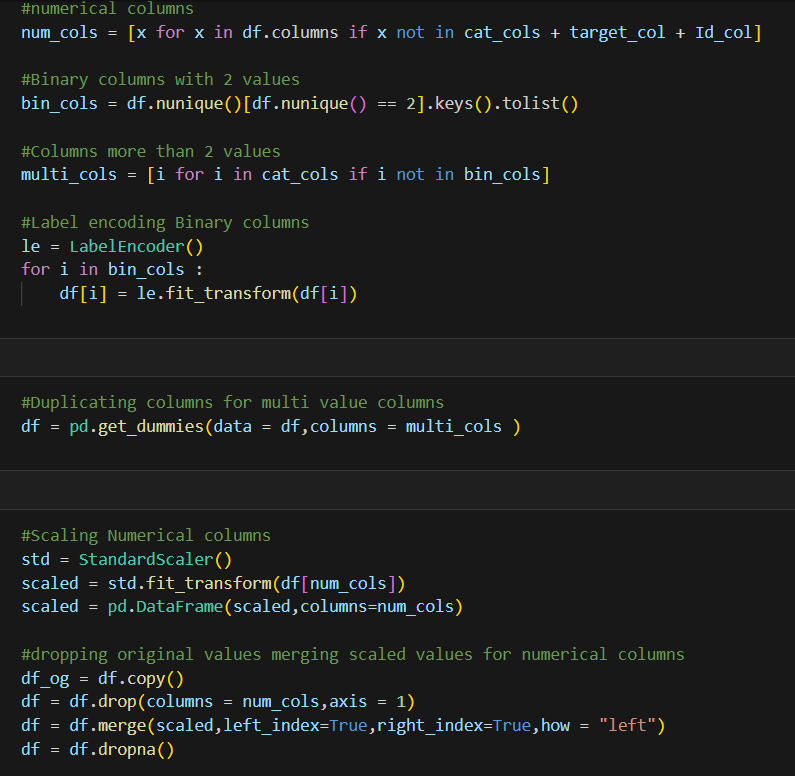 #numerical columns
num_cols = [x for x in df.columns if x not in cat_cols + target_col + Id_col]
#Binary columns with 2 values
bin_cols = df.nunique()[df.nunique() == 2].keys().tolist()
#Columns more than 2 values
multi_cols = [i for i in cat_cols if i not in bin_cols]
#Label encoding Binary columns
le = LabelEncoder()
for i in bin_cols :
    df[i] = le.fit_transform(df[i])
#Duplicating columns for multi value columns
df = pd.get_dummies(data = df,columns = multi_cols )
#Scaling Numerical columns
std = StandardScaler()
scaled = std.fit_transform(df[num_cols])
scaled = pd.DataFrame(scaled,columns=num_cols)
#dropping original values merging scaled values for numerical columns
df_og = df.copy()
df = df.drop(columns = num_cols,axis = 1)
df = df.merge(scaled,left_index=True,right_index=True,how = "left")
df = df.dropna()